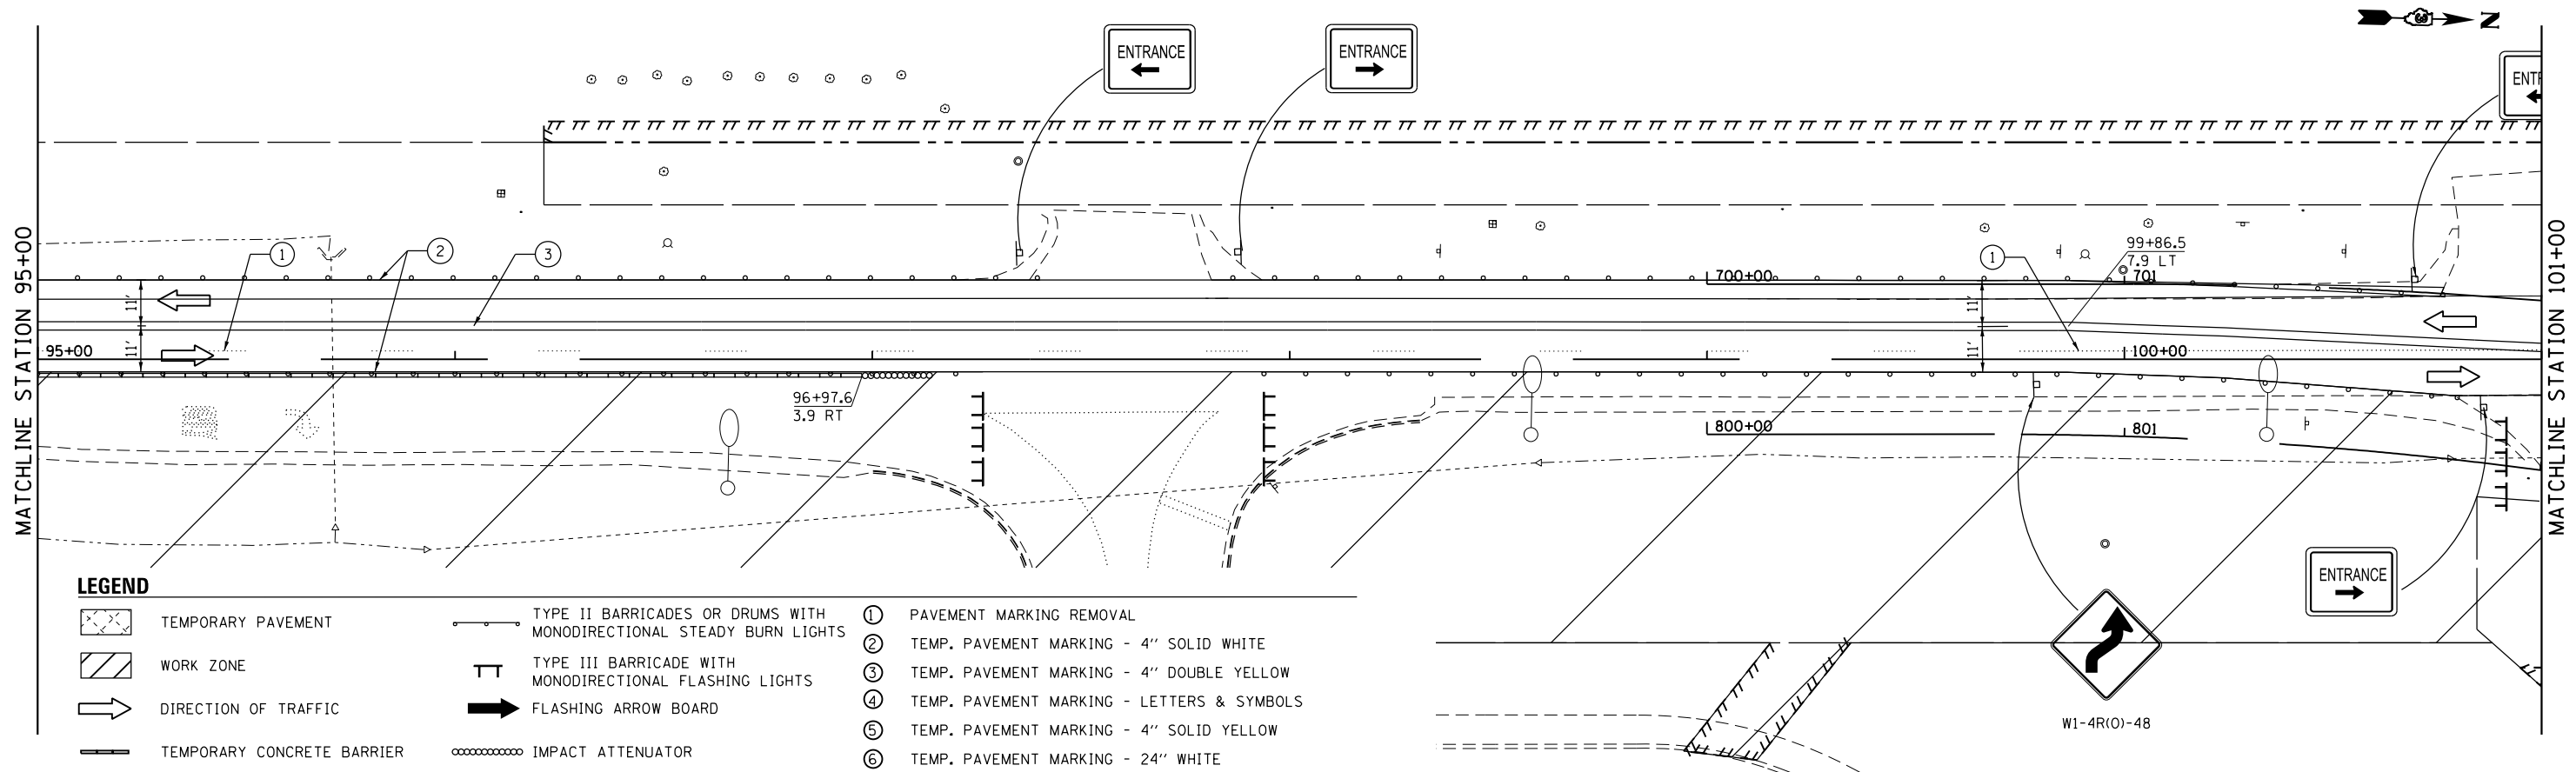 N
ENTRANCE
ENTRANCE
ENTR
MATCHLINE STATION 95+00
1
2
3
11'
11'
95+00
96+97.6
3.9 RT
700+00
1
99+86.5
7.9 LT
701
11'
11'
100+00
800+00
801
MATCHLINE STATION 101+00
ENTRANCE
W1-4R(O)-48
LEGEND
TEMPORARY PAVEMENT
WORK ZONE
DIRECTION OF TRAFFIC
TEMPORARY CONCRETE BARRIER
TYPE II BARRICADES OR DRUMS WITH
MONODIRECTIONAL STEADY BURN LIGHTS
TYPE III BARRICADE WITH
MONODIRECTIONAL FLASHING LIGHTS
FLASHING ARROW BOARD
IMPACT ATTENUATOR
1 PAVEMENT MARKING REMOVAL
2 TEMP. PAVEMENT MARKING - 4" SOLID WHITE
3 TEMP. PAVEMENT MARKING - 4" DOUBLE YELLOW
4 TEMP. PAVEMENT MARKING - LETTERS & SYMBOLS
5 TEMP. PAVEMENT MARKING - 4" SOLID YELLOW
6 TEMP. PAVEMENT MARKING - 24" WHITE